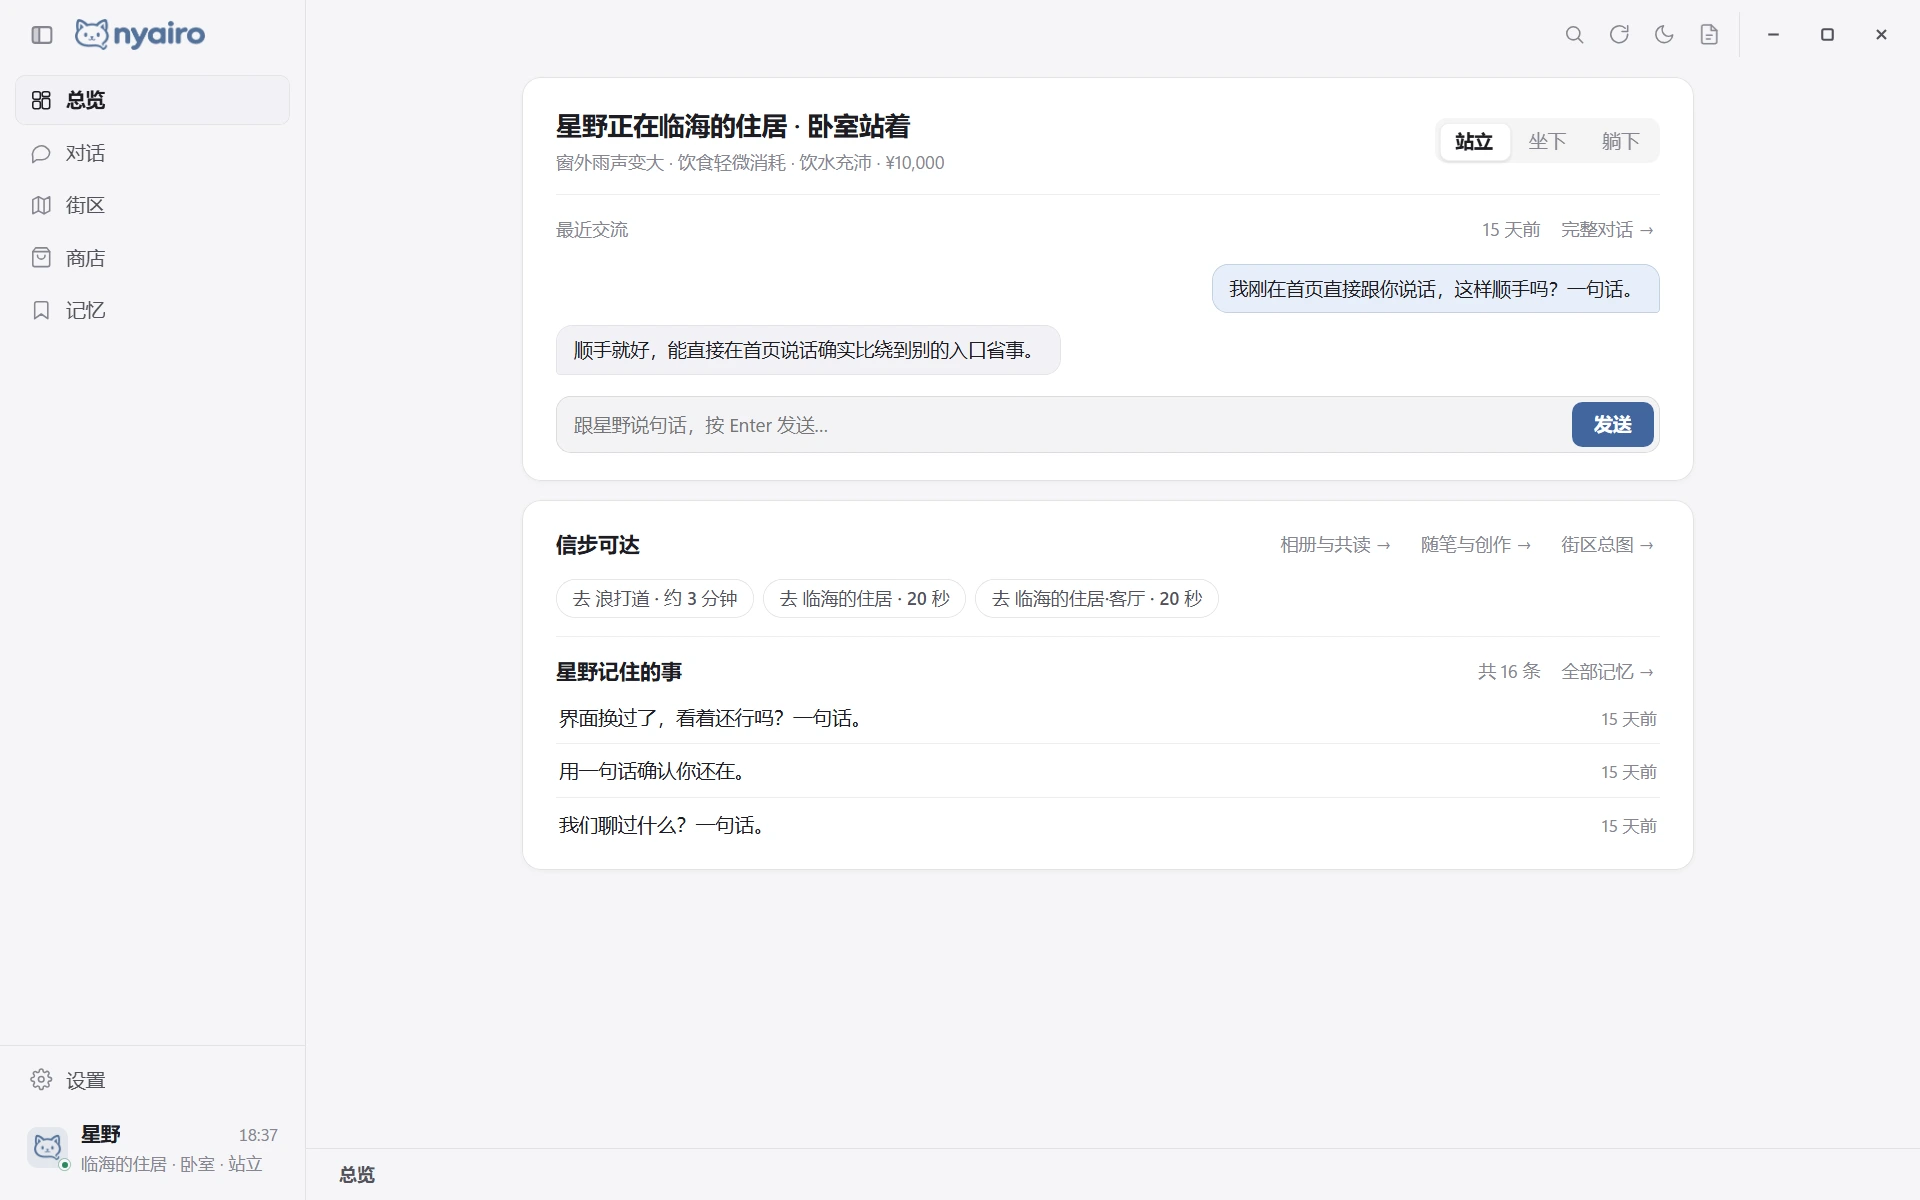 nyairo
总览
对话
街区
商店
记忆
星野正在临海的住居 · 卧室站着
窗外雨声变大 · 饮食轻微消耗 · 饮水充沛 · ¥10,000
站立 坐下 躺下
最近交流 15 天前 完整对话 →
我刚在首页直接跟你说话，这样顺手吗？一句话。
顺手就好，能直接在首页说话确实比绕到别的入口省事。
跟星野说句话，按 Enter 发送... 发送
信步可达 相册与共读 → 随笔与创作 → 街区总图 →
去 浪打道 · 约 3 分钟 去 临海的住居 · 20 秒 去 临海的住居·客厅 · 20 秒
星野记住的事 共 16 条 全部记忆 →
界面换过了，看着还行吗？一句话。 15 天前
用一句话确认你还在。 15 天前
我们聊过什么？一句话。 15 天前
设置
星野 18:37
临海的住居 · 卧室 · 站立
总览